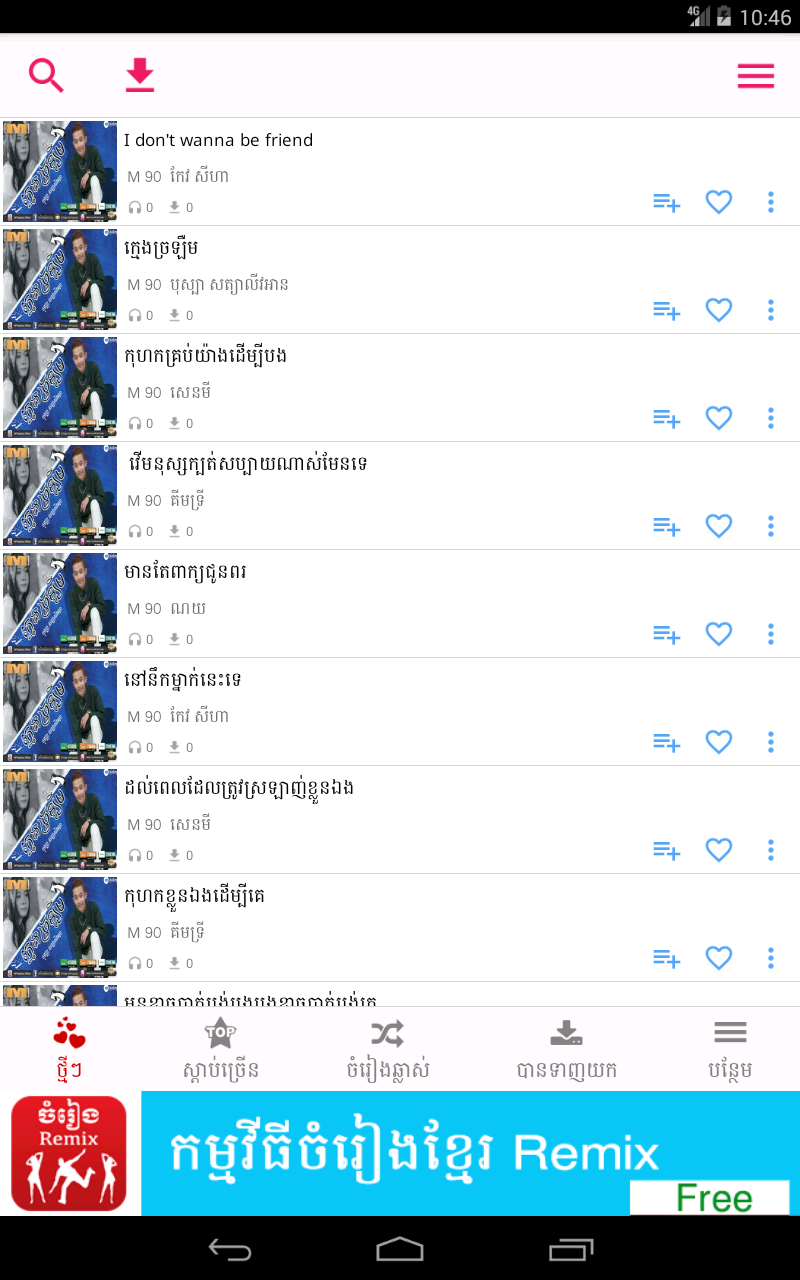 4G 10:46
I don't wanna be friend
M 90 កែវ សីហា
0 0
ក្មេងច្រឡឺម
M 90 បុស្បា សត្យាលីវអាន
0 0
កុហកគ្រប់យ៉ាងដើម្បីបង
M 90 សេនមី
0 0
វើមនុស្សក្បត់សប្បាយណាស់មែនទេ
M 90 គីមទ្រី
0 0
មានតែពាក្យជូនពរ
M 90 ណយ
0 0
នៅនឹកម្នាក់នេះទេ
M 90 កែវ សីហា
0 0
ដល់ពេលដែលត្រូវស្រឡាញ់ខ្លួនឯង
M 90 សេនមី
0 0
កុហកខ្លួនឯងដើម្បីគេ
M 90 គីមទ្រី
0 0
ថ្មីៗ
TOP
ស្តាប់ច្រើន
ចំរៀងឆ្លាស់
បានទាញយក
បន្ថែម
ចំរៀង
Remix
កម្មវីធីចំរៀងខ្មែរ Remix
Free